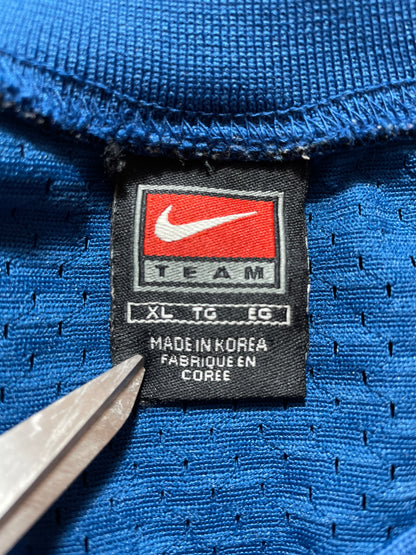 TEAM
XL TG EG
MADE IN KOREA
FABRIQUE EN
COREE